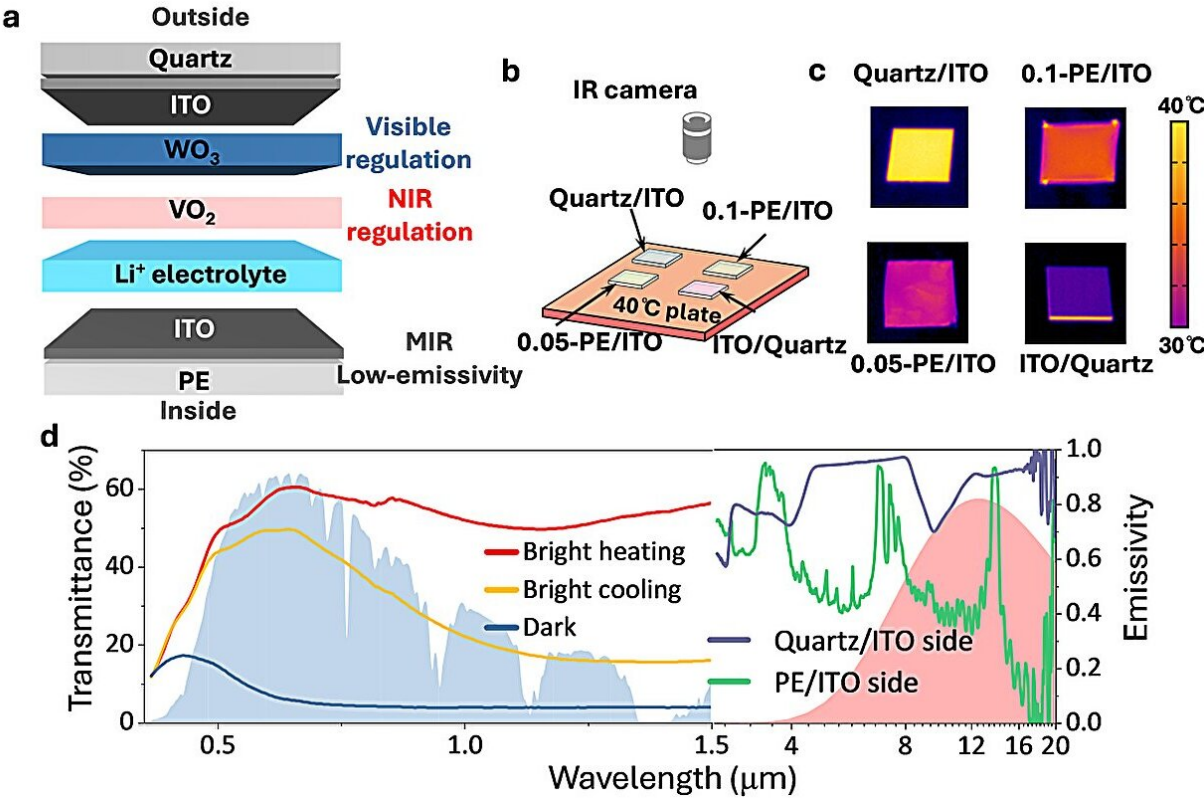 a
Outside
Quartz
ITO
WO₃
Visible
regulation
VO₂
NIR
regulation
Li⁺ electrolyte
ITO
MIR
Low-emissivity
PE
Inside
b
IR camera
Quartz/ITO
0.1-PE/ITO
40℃ plate
0.05-PE/ITO
ITO/Quartz
c
Quartz/ITO
0.1-PE/ITO
40℃
30℃
0.05-PE/ITO
ITO/Quartz
d
Transmittance (%)
60
40
20
0
Bright heating
Bright cooling
Dark
Quartz/ITO side
PE/ITO side
1.0
0.8
0.6
0.4
0.2
0.0
Emissivity
0.5
1.0
1.5
4
8
12
16
20
Wavelength (μm)